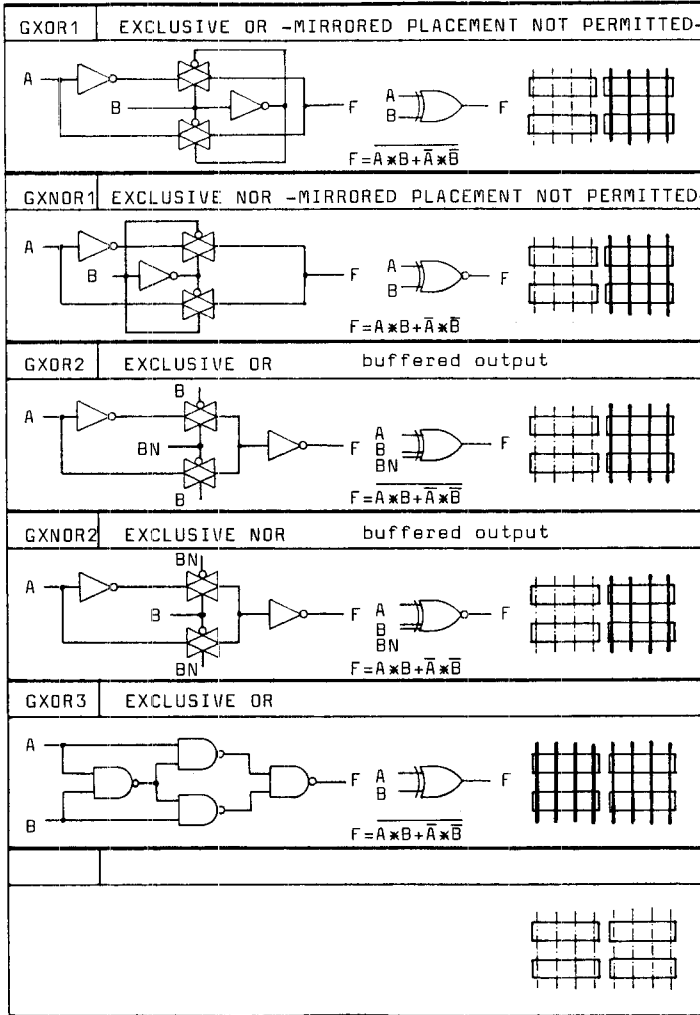 GXOR1 EXCLUSIVE OR -MIRRORED PLACEMENT NOT PERMITTED-
A
B
F
A
B
F
F=A̅*̅B̅+̅A̅*̅B̅
GXNOR1 EXCLUSIVE NOR -MIRRORED PLACEMENT NOT PERMITTED-
A
B
F
A
B
F
F=A*B+A̅*B̅
GXOR2 EXCLUSIVE OR buffered output
B
A
BN
B
F
A
B
BN
F
F=A̅*̅B̅+̅A̅*̅B̅
GXNOR2 EXCLUSIVE NOR buffered output
BN
A
B
BN
F
A
B
BN
F
F=A*B+A̅*B̅
GXOR3 EXCLUSIVE OR
A
B
F
A
B
F
F=A̅*̅B̅+̅A̅*̅B̅